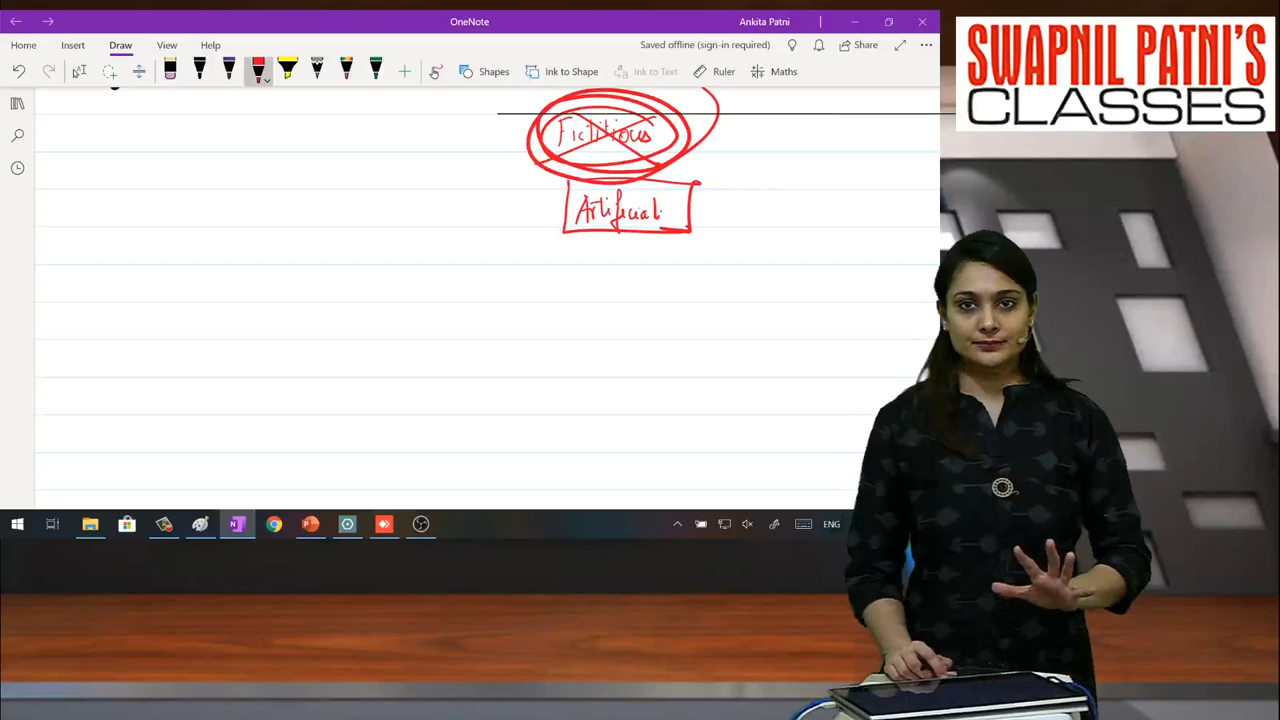 OneNote
Ankita Patni
Home Insert Draw View Help
Saved offline (sign-in required)
Share
Shapes
Ink to Shape
Ink to Text
Ruler
Maths
SWAPNIL PATNI'S
CLASSES
Fictitious
Artifecial
ENG